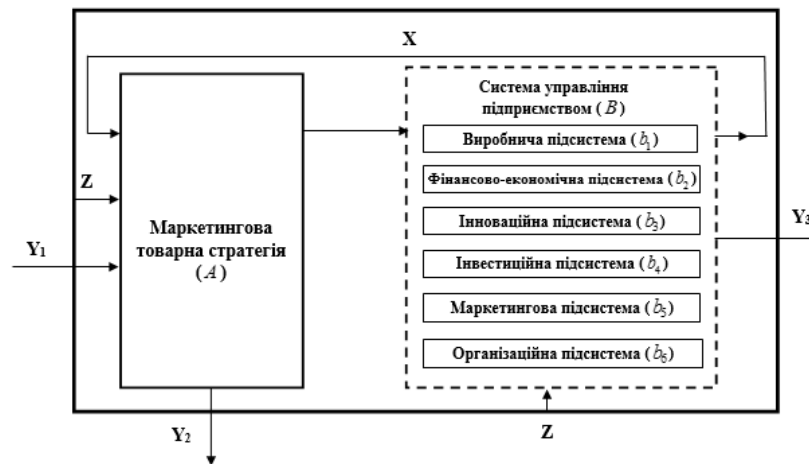 X
Система управління
підприємством (B)
Виробнича підсистема (b1)
Z
Фінансово-економічна підсистема (b2)
Маркетингова
товарна стратегія
(A)
Інноваційна підсистема (b3)
Y3
Y1
Інвестиційна підсистема (b4)
Маркетингова підсистема (b5)
Організаційна підсистема (b6)
Y2
Z